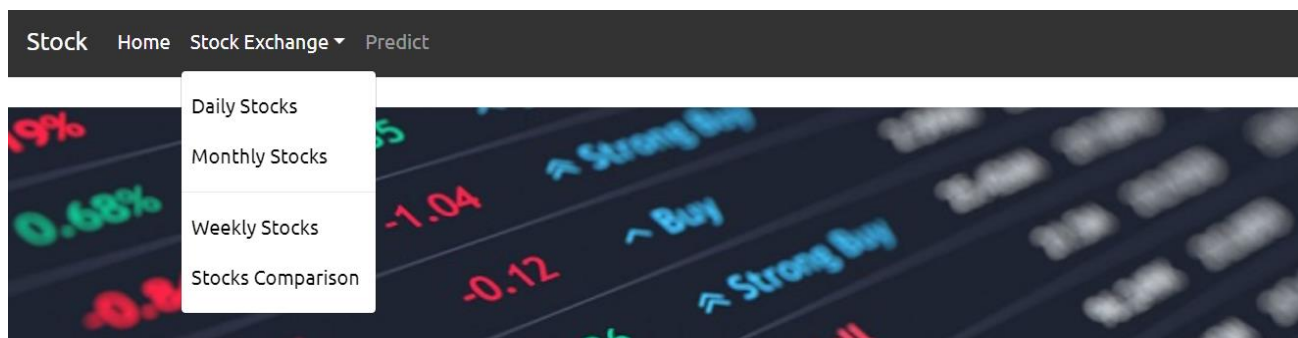 Stock Home Stock Exchange Predict
Daily Stocks
Monthly Stocks
Weekly Stocks
Stocks Comparison
19%
0.68%
-1.04
Strong Buy
Buy
-0.12
Strong Buy